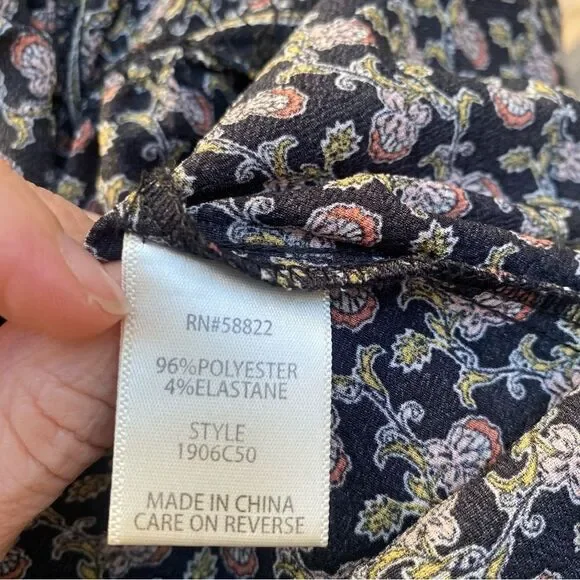 RN#58822
96%POLYESTER
4%ELASTANE
STYLE
1906C50
MADE IN CHINA
CARE ON REVERSE